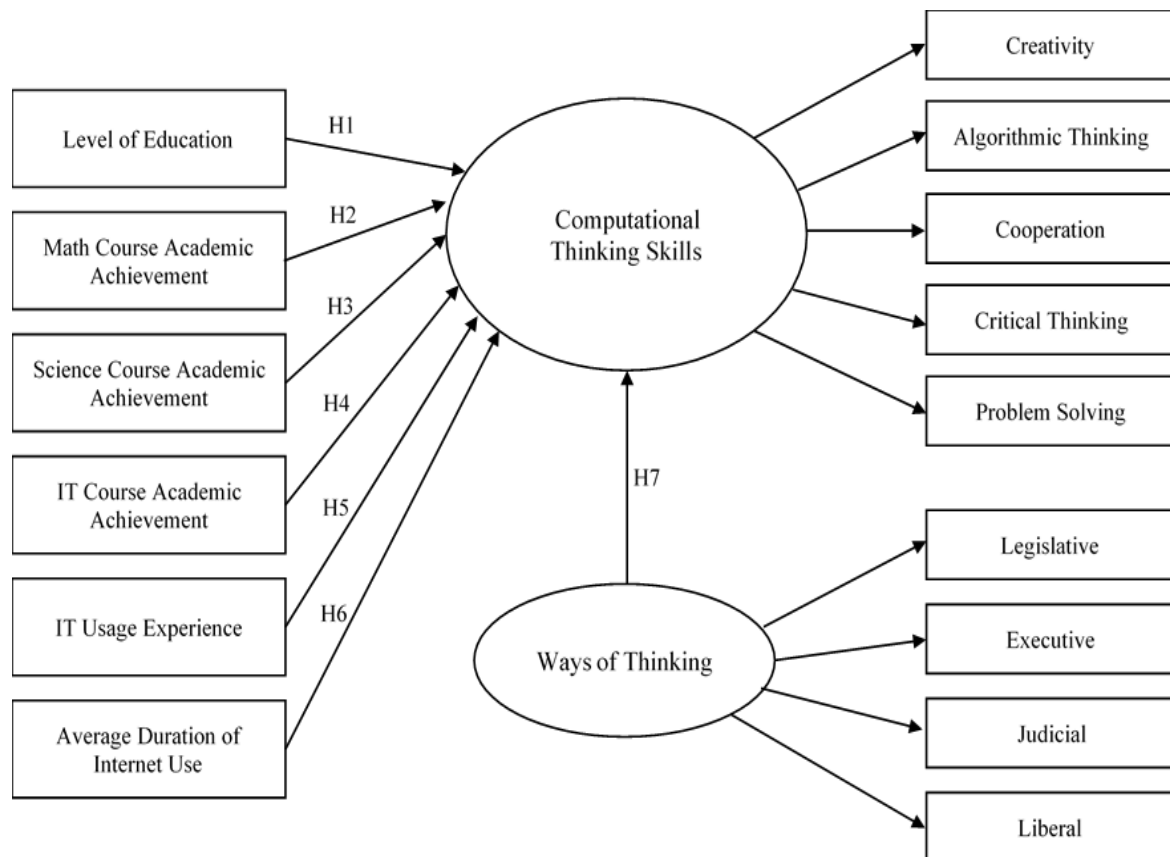 Level of Education
Math Course Academic
Achievement
Science Course Academic
Achievement
IT Course Academic
Achievement
IT Usage Experience
Average Duration of
Internet Use
H1
H2
H3
H4
H5
H6
Computational
Thinking Skills
H7
Ways of Thinking
Creativity
Algorithmic Thinking
Cooperation
Critical Thinking
Problem Solving
Legislative
Executive
Judicial
Liberal